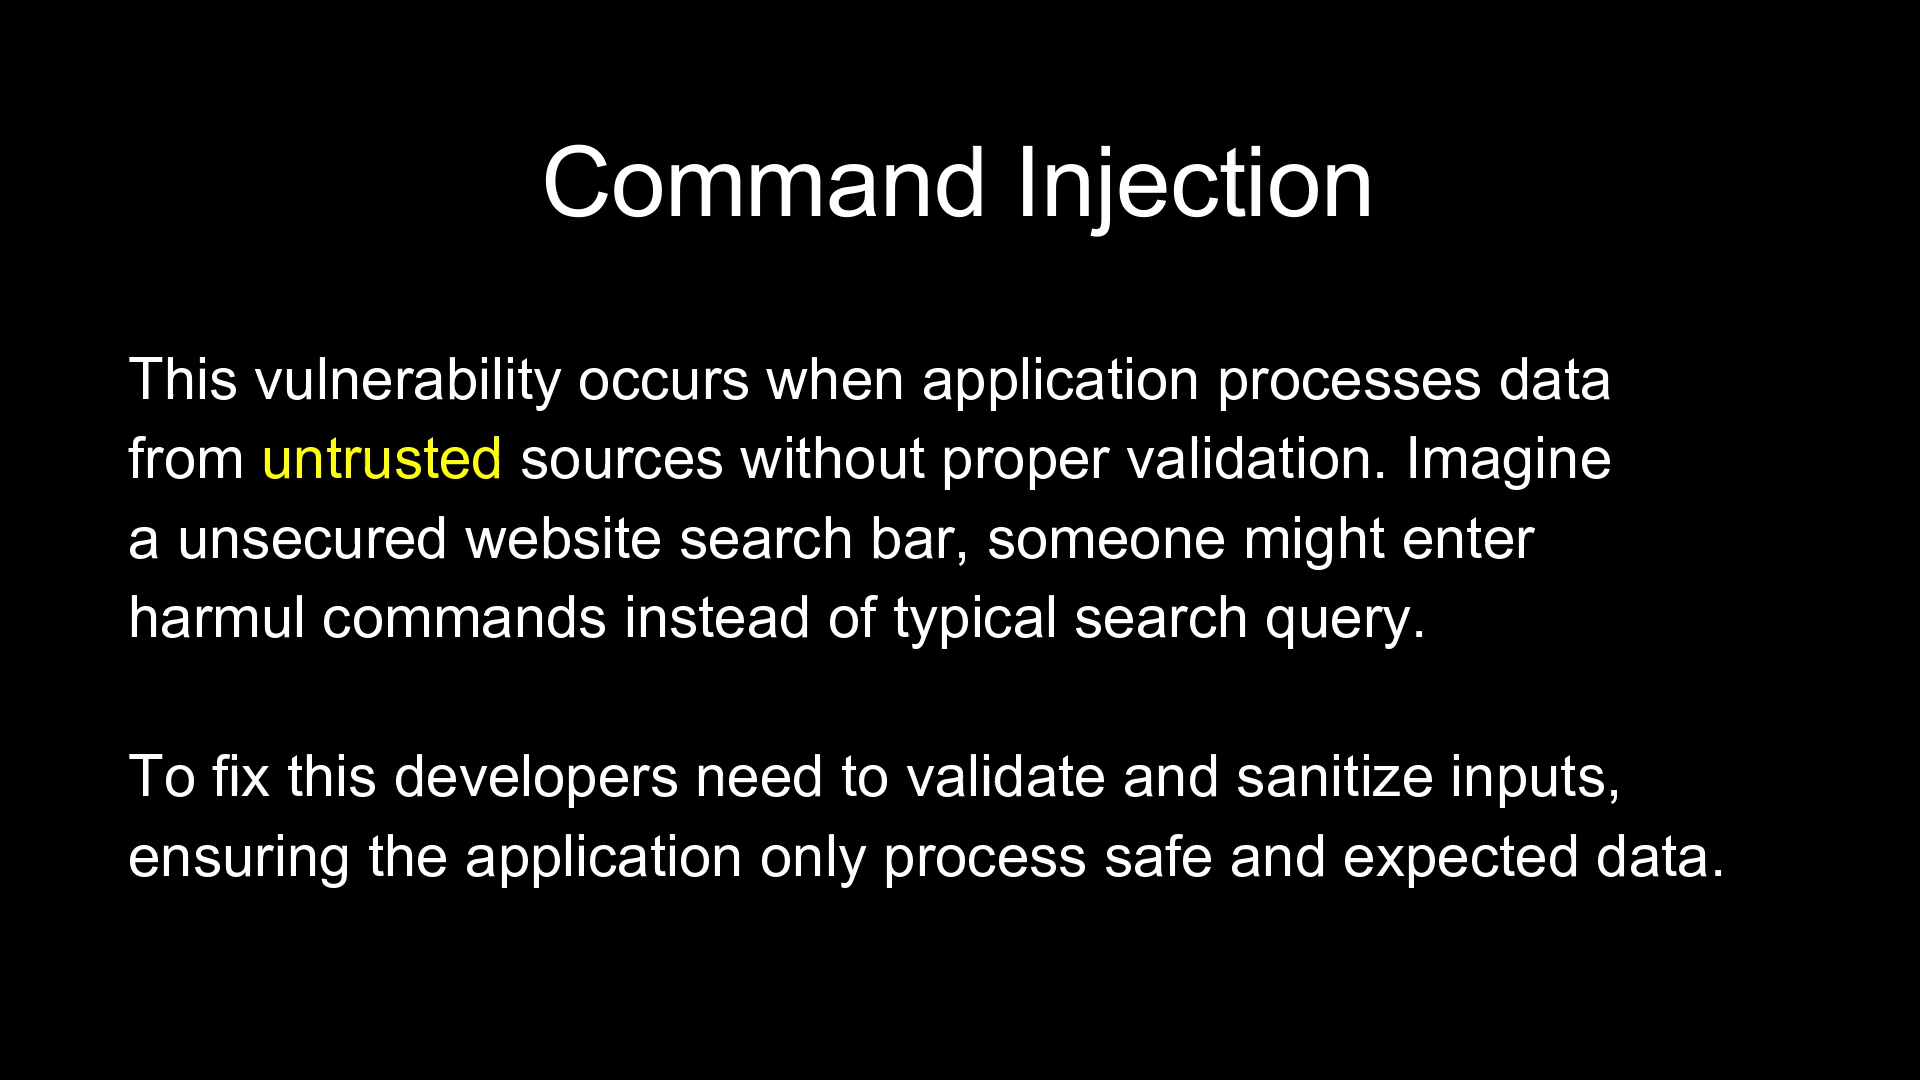 Command Injection
This vulnerability occurs when application processes data
from untrusted sources without proper validation. Imagine
a unsecured website search bar, someone might enter
harmul commands instead of typical search query.
To fix this developers need to validate and sanitize inputs,
ensuring the application only process safe and expected data.